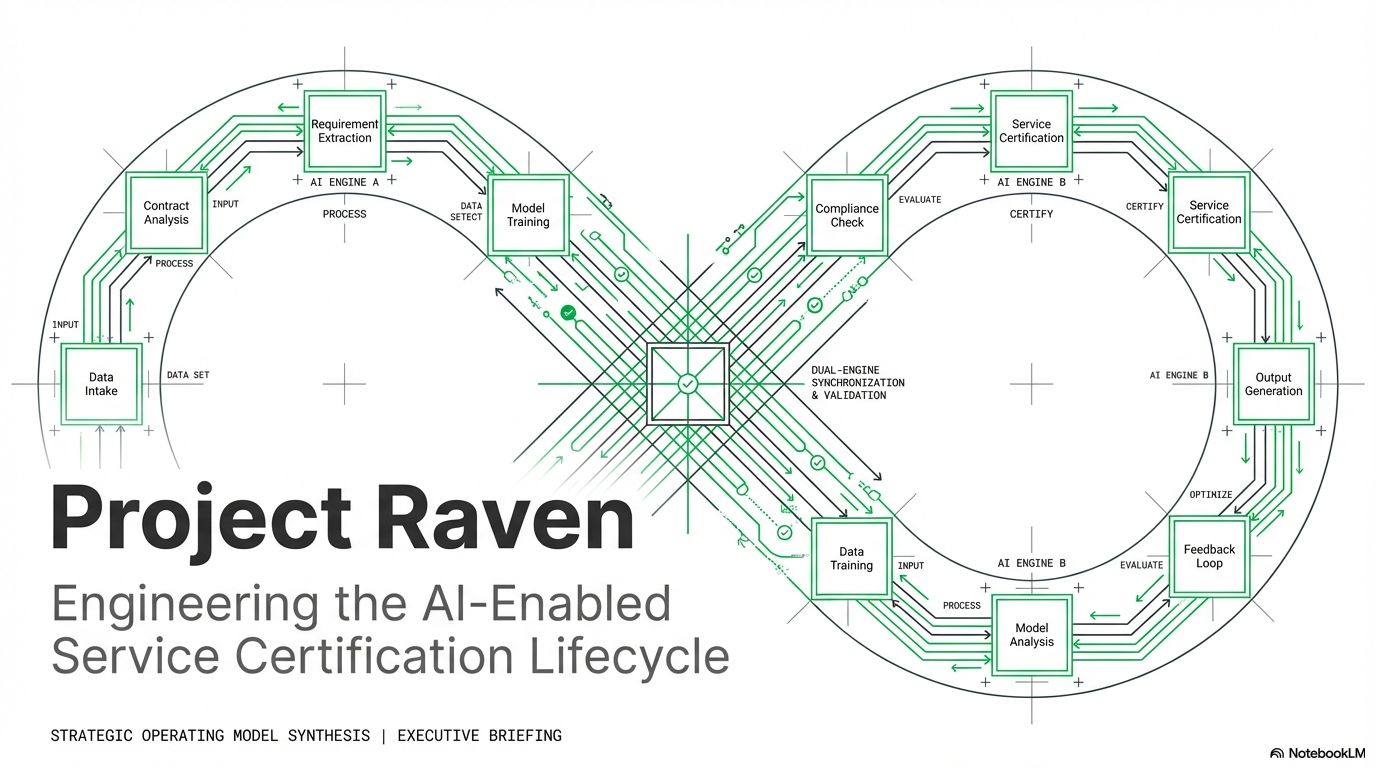 Requirement
Extraction
AI ENGINE A
PROCESS
Contract
Analysis
INPUT
PROCESS
DATA
SETECT
Model
Training
INPUT
Data
Intake
DATA SET
Compliance
Check
EVALUATE
Service
Certification
AI ENGINE B
CERTIFY
CERTIFY
Service
Certification
DUAL-ENGINE
SYNCHRONIZATION
& VALIDATION
AI ENGINE B
Output
Generation
OPTIMIZE
Data
Training
INPUT
PROCESS
AI ENGINE B
Model
Analysis
EVALUATE
Feedback
Loop
Project Raven
Engineering the AI-Enabled
Service Certification Lifecycle
STRATEGIC OPERATING MODEL SYNTHESIS | EXECUTIVE BRIEFING
NotebookLM